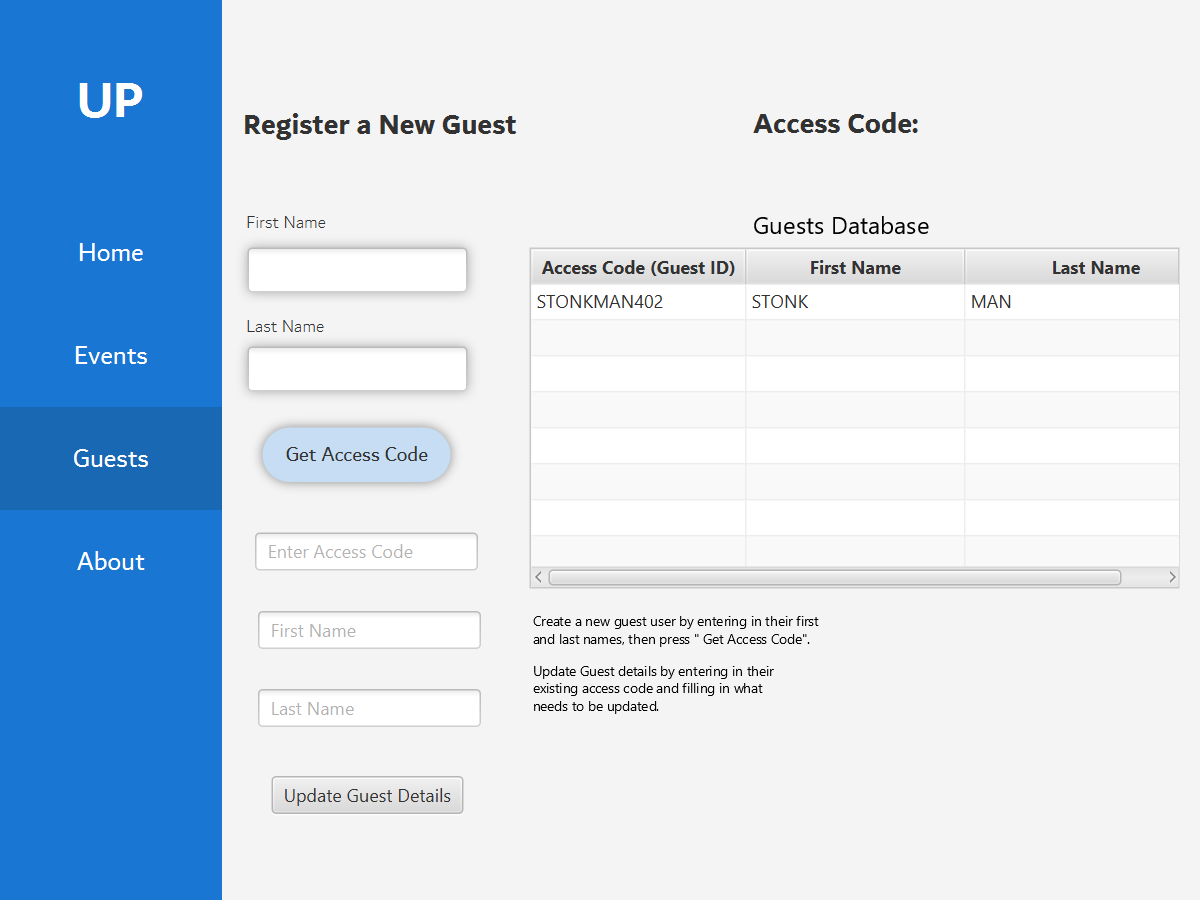 UP
Home
Events
Guests
About
Register a New Guest
First Name
Last Name
Get Access Code
Enter Access Code
First Name
Last Name
Update Guest Details
Access Code:
Guests Database
Access Code (Guest ID) First Name Last Name
STONKMAN402 STONK MAN
Create a new guest user by entering in their first
and last names, then press " Get Access Code".
Update Guest details by entering in their
existing access code and filling in what
needs to be updated.